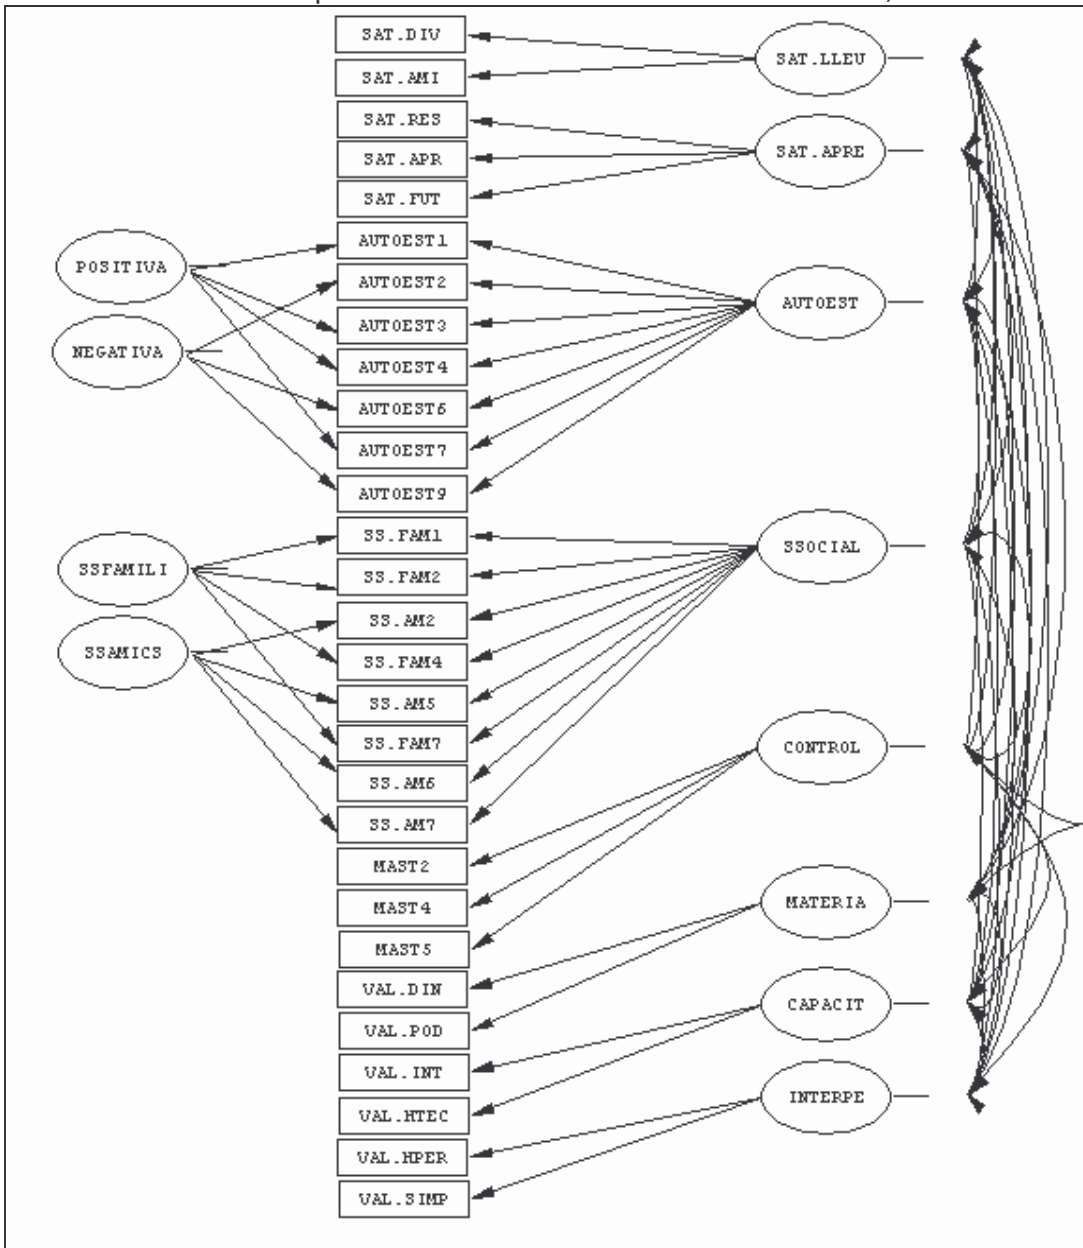 SAT.DIV
SAT.AMI
SAT.RES
SAT.APR
SAT.FUT
AUTOEST1
AUTOEST2
AUTOEST3
AUTOEST4
AUTOEST6
AUTOEST7
AUTOEST9
SS.FAM1
SS.FAM2
SS.AM2
SS.FAM4
SS.AM5
SS.FAM7
SS.AM6
SS.AM7
MAST2
MAST4
MAST5
VAL.DIN
VAL.POD
VAL.INT
VAL.HTEC
VAL.HPER
VAL.SIMP
POSITIVA
NEGATIVA
SSFAMILI
SSAMICS
SAT.LLEU
SAT.APRE
AUTOEST
SSOCIAL
CONTROL
MATERIA
CAPACIT
INTERPE